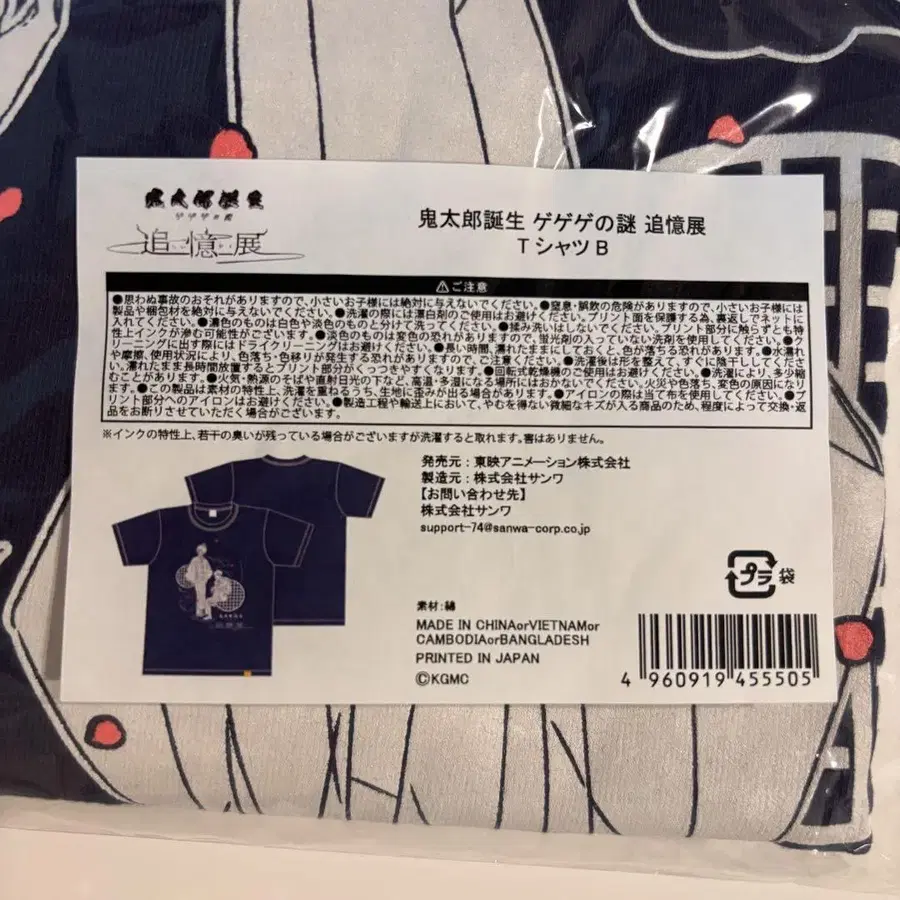 鬼太郎誕生
ゲゲゲの謎
追憶展
鬼太郎誕生 ゲゲゲの謎 追憶展
TシャツB
⚠ご注意
●思わぬ事故のおそれがありますので、小さいお子様には絶対に与えないでください。●窒息・誤飲の危険がありますので、小さいお子様には
製品や梱包材を絶対に与えないでください。●洗濯の際には漂白剤のご使用はお避けください。プリント面を保護する為、裏返しでネットに
入れてください。●濃色のものは白色や淡色のものと分けて洗ってください。●揉み洗いはしないでください。プリント部分に触らずとも特
性上インクが滲む可能性がございます。●淡色のものは変色の恐れがありますので、蛍光剤の入っていない洗剤を使用してください。●ク
リーニングに出す際にはドライクリーニングはお避けください。●長い時間、濡れたままにしておくと、色が落ちる恐れがあります。●水濡れ
や摩擦、使用状況により、色落ち・色移りが発生する恐れがありますので、ご注意ください。●洗濯後は形を整えて、すぐに陰干ししてくださ
い。濡れたまま長時間放置するとプリント部分がくっつきやすくなります。●回転式乾燥機のご使用はお避けください。●洗濯により、多少縮
むことがあります。●火気・熱源のそばや直射日光の下など、高温・多湿になる場所にはおかないでください。火災や色落ち、変色の原因になり
ます。●この製品は素材の特性上、洗濯を重ねるうち、生地に歪みが出る場合があります。●アイロンの際は当て布を使用してください。●プ
リント部分へのアイロンはお避けください。●製造工程や輸送上において、やむを得ない微細なキズが入る商品のため、程度によって交換・返
品をお断りさせていただく場合がございます。
※インクの特性上、若干の臭いが残っている場合がございますが洗濯すると取れます。害はありません。
発売元：東映アニメーション株式会社
製造元：株式会社サンワ
【お問い合わせ先】
株式会社サンワ
support-74@sanwa-corp.co.jp
プラ 袋
素材：綿
MADE IN CHINAorVIETNAMor
CAMBODIAorBANGLADESH
PRINTED IN JAPAN
©KGMC
4 960919 455505